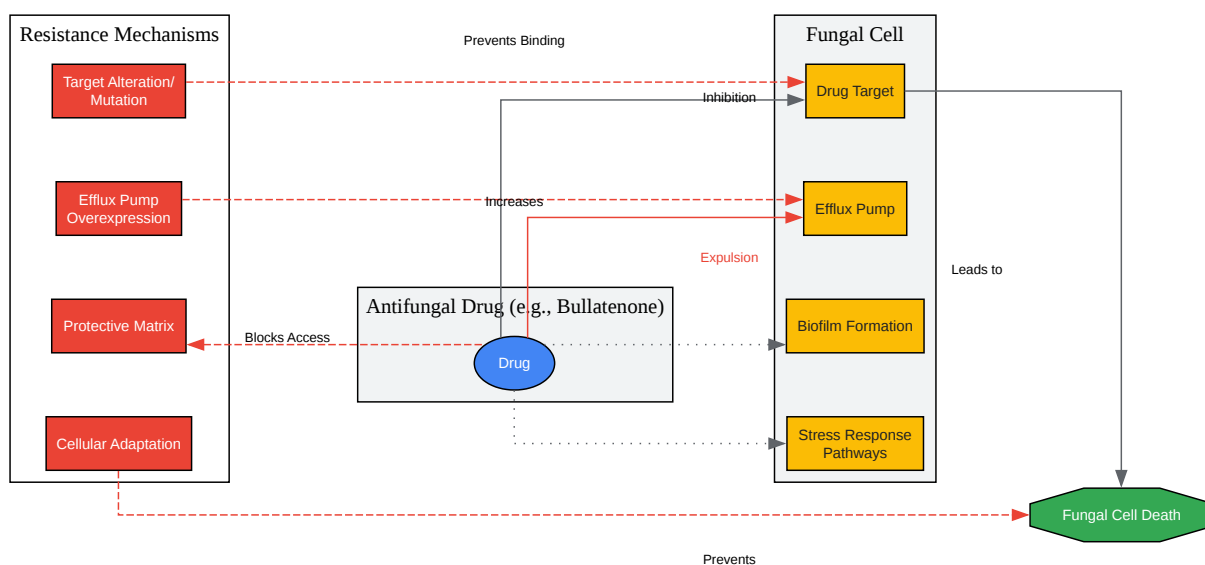 Resistance Mechanisms
Target Alteration/
Mutation
Efflux Pump
Overexpression
Protective Matrix
Cellular Adaptation
Prevents Binding
Inhibition
Increases
Expulsion
Blocks Access
Antifungal Drug (e.g., Bullatenone)
Drug
Fungal Cell
Drug Target
Efflux Pump
Biofilm Formation
Stress Response
Pathways
Leads to
Fungal Cell Death
Prevents